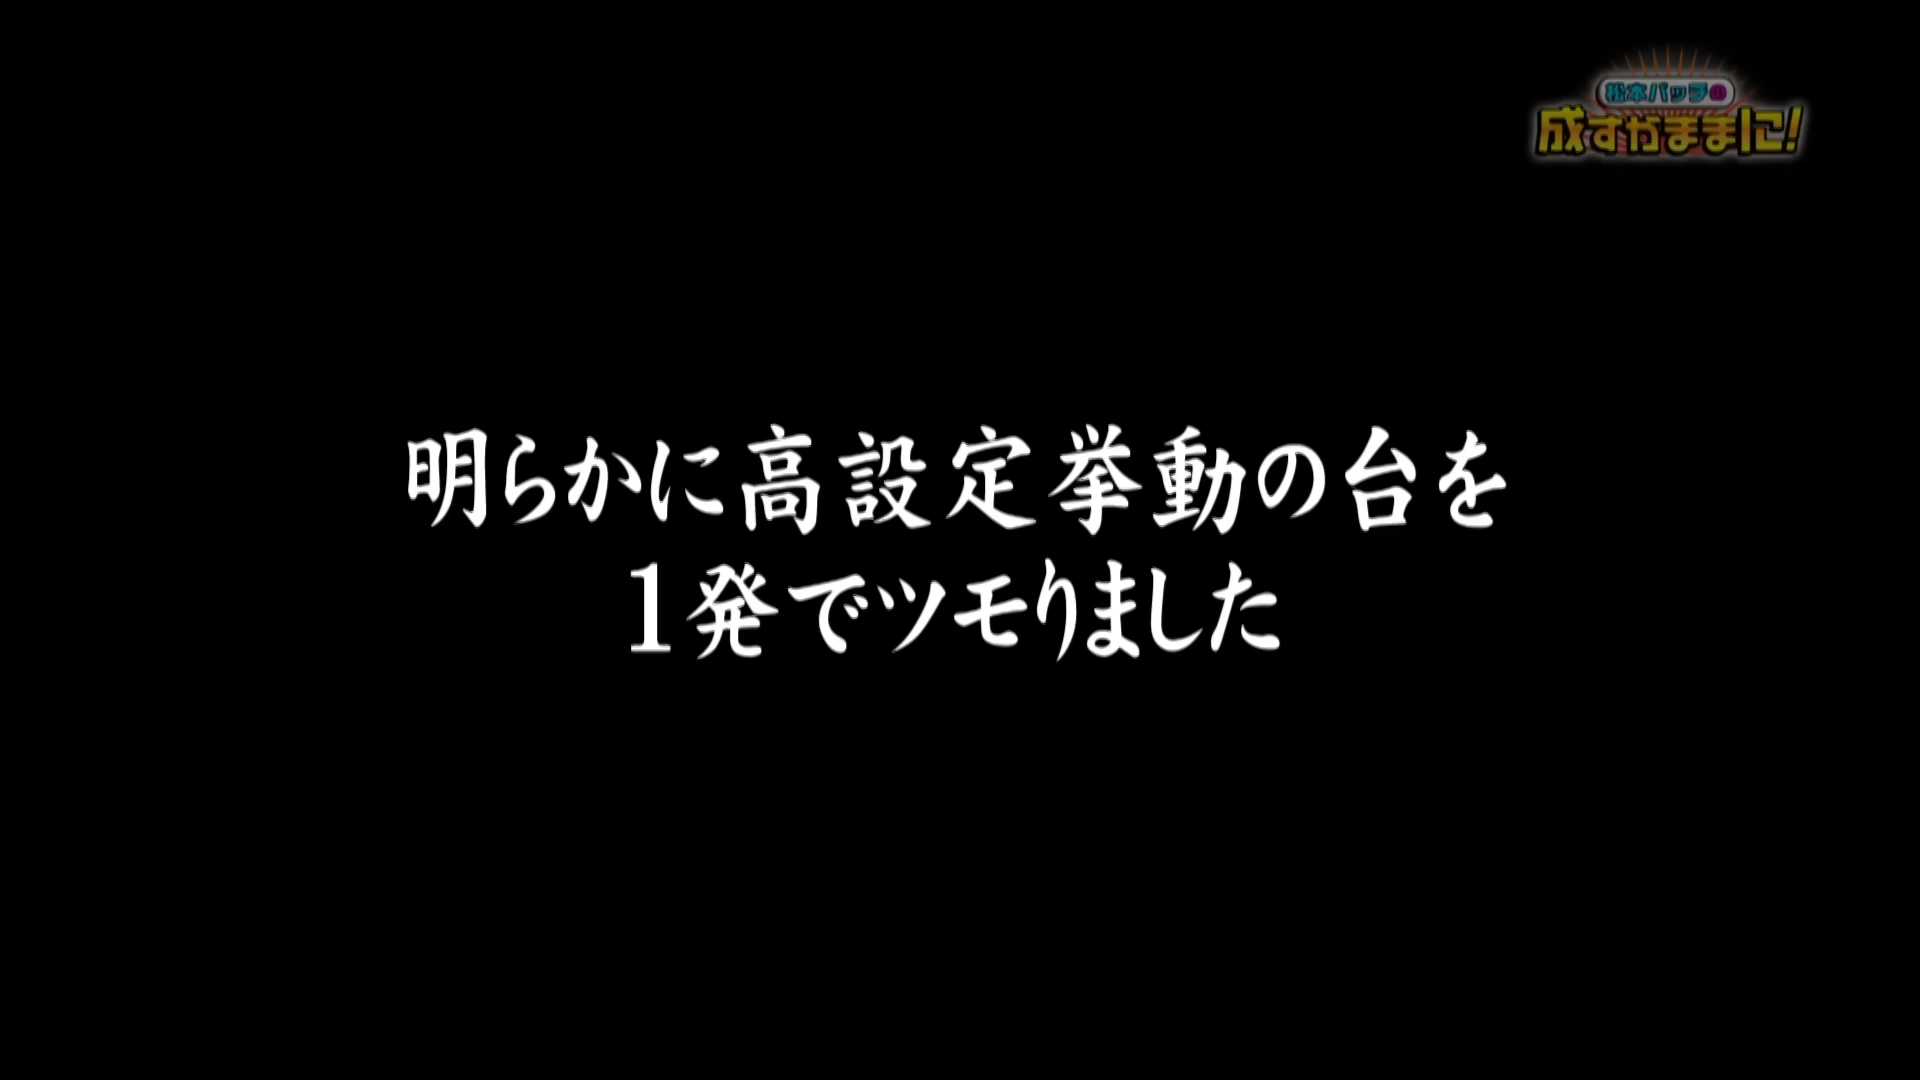 松本バッチの
成すがままに!
明らかに高設定挙動の台を
1発でツモりました